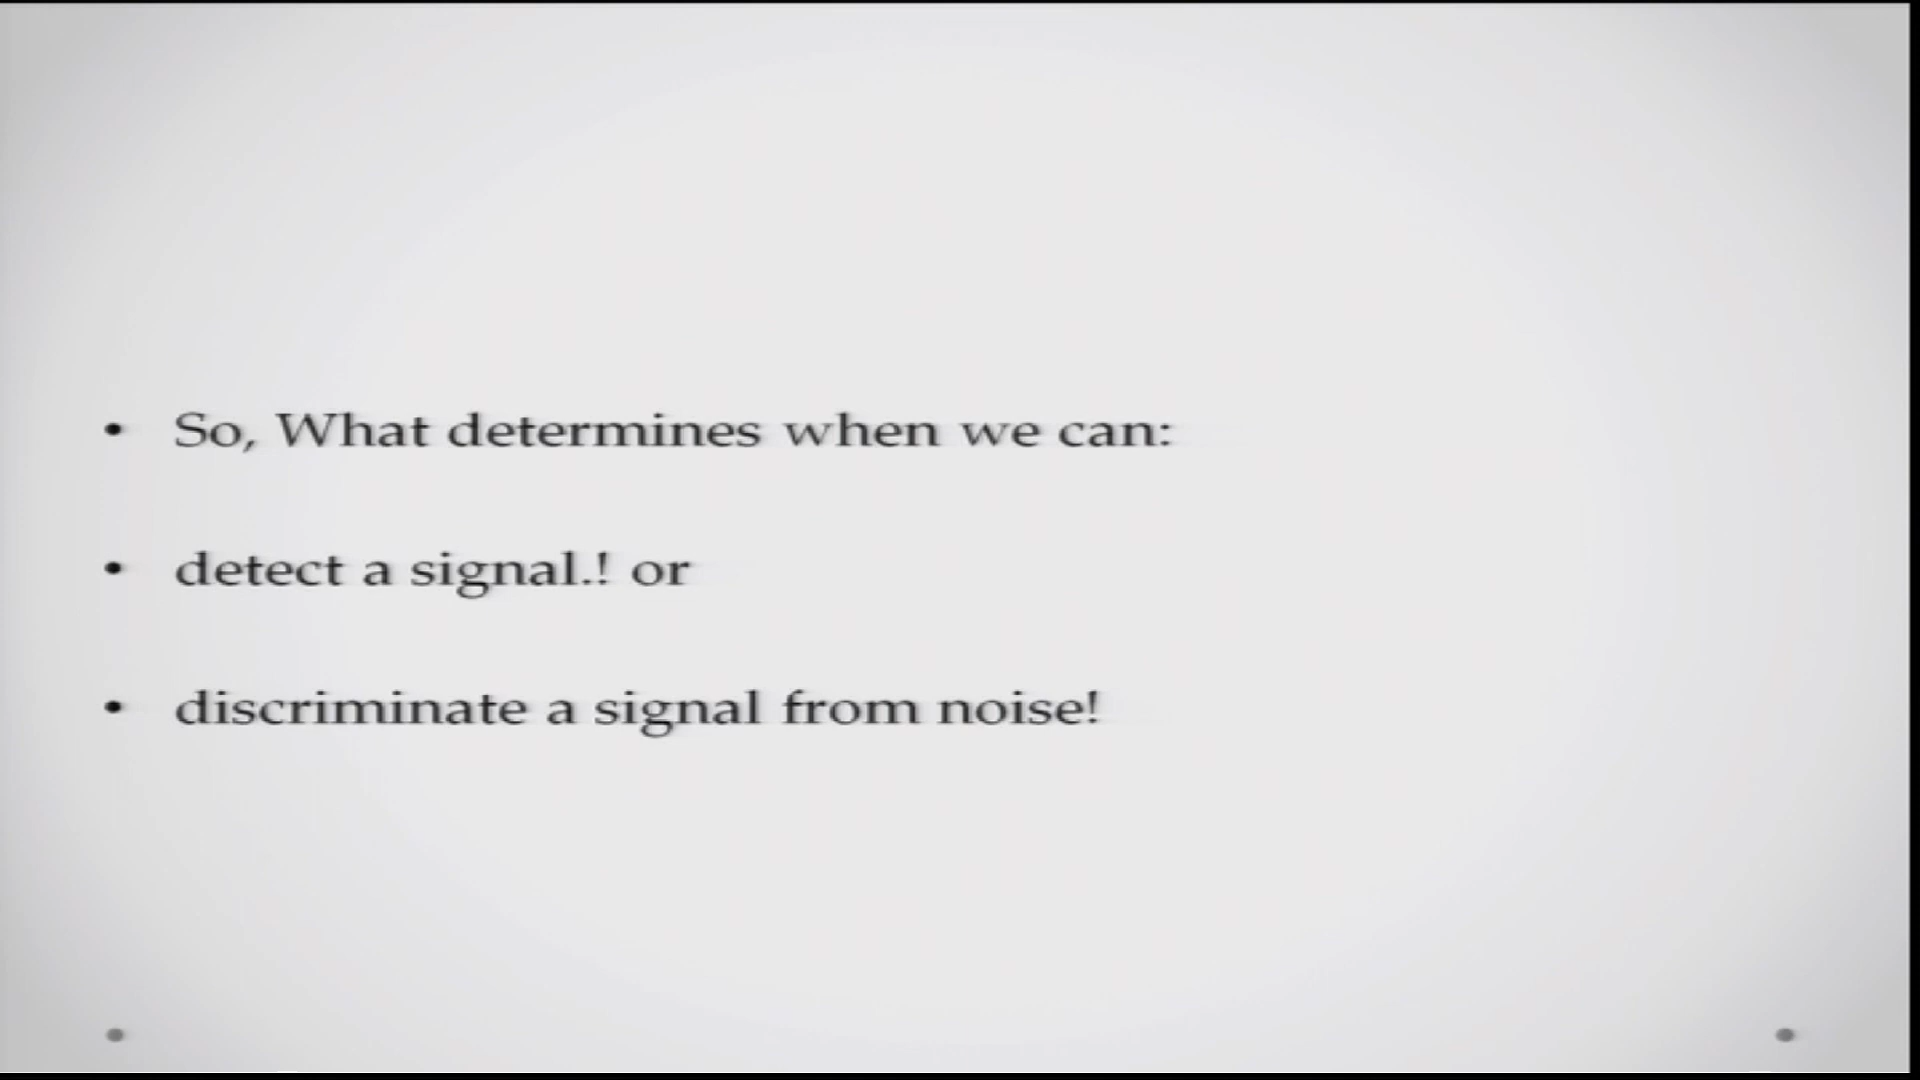 • So, What determines when we can:
• detect a signal.! or
• discriminate a signal from noise!